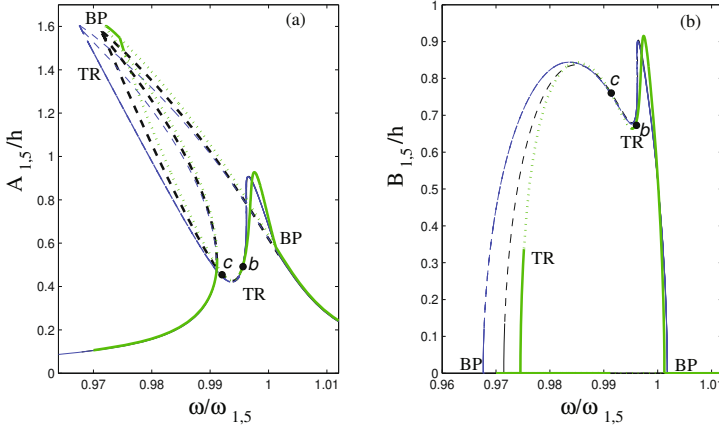 (a)
1.6
1.4
1.2
1
0.8
0.6
0.4
0.2
0
A 1,5 /h
BP
TR
c
b
TR
BP
0.97 0.98 0.99 1 1.01
ω/ω 1,5
(b)
1
0.9
0.8
0.7
0.6
0.5
0.4
0.3
0.2
0.1
0
B 1,5 /h
c
b
TR
TR
BP
BP
0.96 0.97 0.98 0.99 1 1.01
ω/ω 1,5